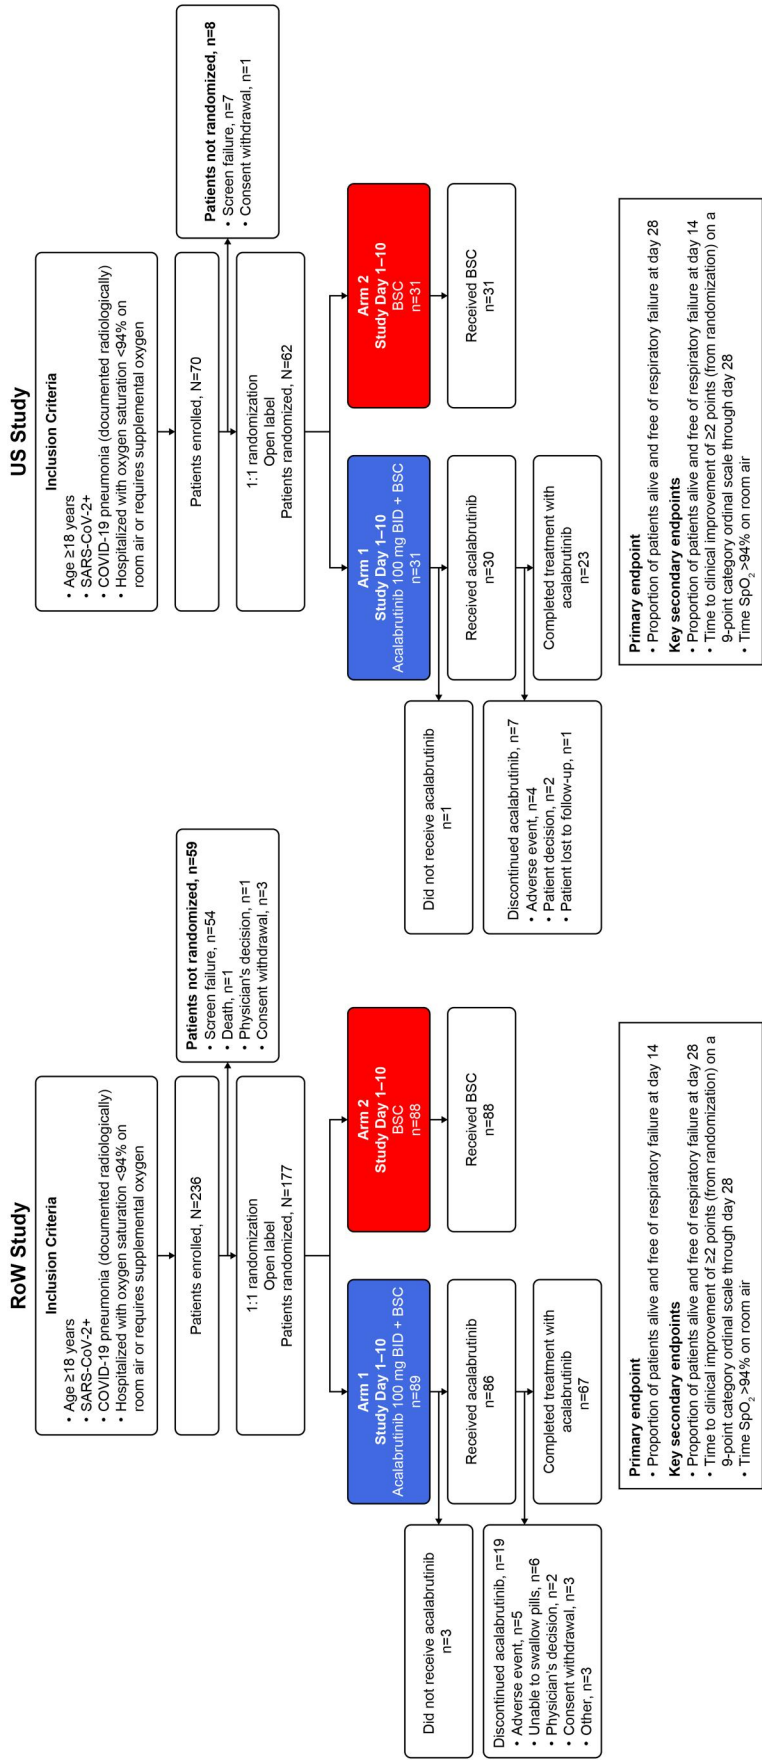 RoW Study
Inclusion Criteria
• Age ≥18 years
• SARS-CoV-2+
• COVID-19 pneumonia (documented radiologically)
• Hospitalized with oxygen saturation <94% on
room air or requires supplemental oxygen
Patients enrolled, N=236
Patients not randomized, n=59
• Screen failure, n=54
• Death, n=1
• Physician's decision, n=1
• Consent withdrawal, n=3
1:1 randomization
Open label
Patients randomized, N=177
Arm 1
Study Day 1–10
Acalabrutinib 100 mg BID + BSC
n=89
Arm 2
Study Day 1–10
BSC
n=88
Did not receive acalabrutinib
n=3
Received acalabrutinib
n=86
Received BSC
n=88
Discontinued acalabrutinib, n=19
• Adverse event, n=5
• Unable to swallow pills, n=6
• Physician's decision, n=2
• Consent withdrawal, n=3
• Other, n=3
Completed treatment with
acalabrutinib
n=67
Primary endpoint
• Proportion of patients alive and free of respiratory failure at day 14
Key secondary endpoints
• Proportion of patients alive and free of respiratory failure at day 28
• Time to clinical improvement of ≥2 points (from randomization) on a
9-point category ordinal scale through day 28
• Time SpO₂ >94% on room air
US Study
Inclusion Criteria
• Age ≥18 years
• SARS-CoV-2+
• COVID-19 pneumonia (documented radiologically)
• Hospitalized with oxygen saturation <94% on
room air or requires supplemental oxygen
Patients enrolled, N=70
Patients not randomized, n=8
• Screen failure, n=7
• Consent withdrawal, n=1
1:1 randomization
Open label
Patients randomized, N=62
Arm 1
Study Day 1–10
Acalabrutinib 100 mg BID + BSC
n=31
Arm 2
Study Day 1–10
BSC
n=31
Did not receive acalabrutinib
n=1
Received acalabrutinib
n=30
Received BSC
n=31
Discontinued acalabrutinib, n=7
• Adverse event, n=4
• Patient decision, n=2
• Patient lost to follow-up, n=1
Completed treatment with
acalabrutinib
n=23
Primary endpoint
• Proportion of patients alive and free of respiratory failure at day 28
Key secondary endpoints
• Proportion of patients alive and free of respiratory failure at day 14
• Time to clinical improvement of ≥2 points (from randomization) on a
9-point category ordinal scale through day 28
• Time SpO₂ >94% on room air